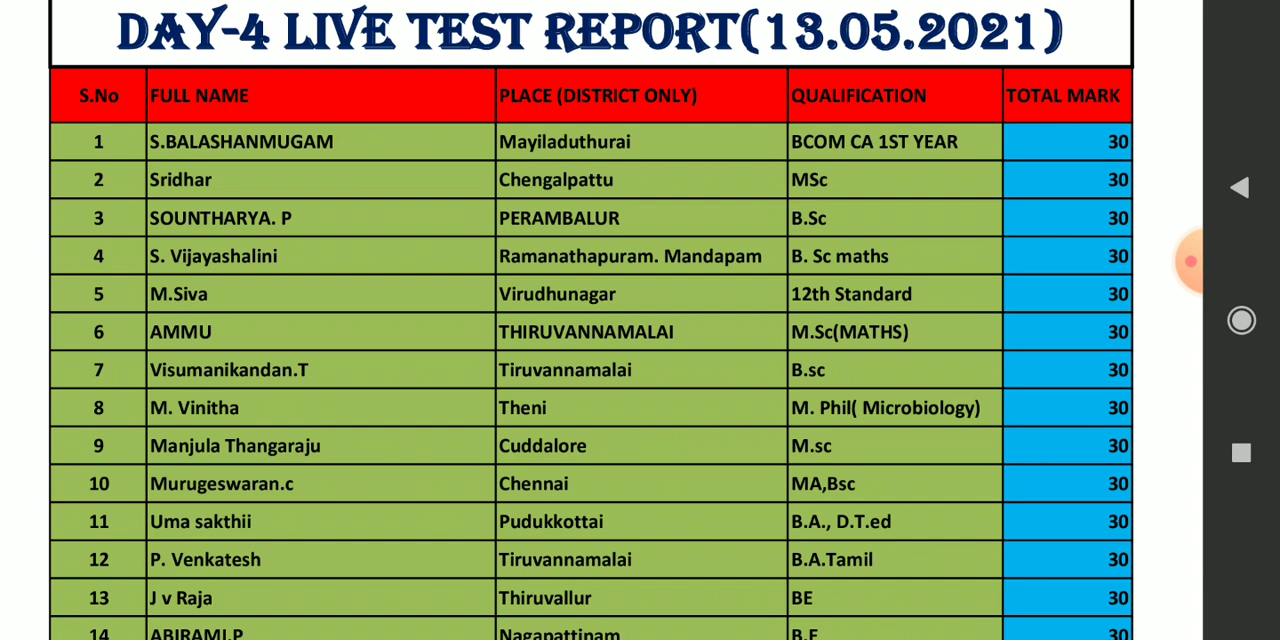 DAY-4 LIVE TEST REPORT(13.05.2021)
S.No FULL NAME PLACE (DISTRICT ONLY) QUALIFICATION TOTAL MARK
1 S.BALASHANMUGAM Mayiladuthurai BCOM CA 1ST YEAR 30
2 Sridhar Chengalpattu MSc 30
3 SOUNTHARYA. P PERAMBALUR B.Sc 30
4 S. Vijayashalini Ramanathapuram. Mandapam B. Sc maths 30
5 M.Siva Virudhunagar 12th Standard 30
6 AMMU THIRUVANNAMALAI M.Sc(MATHS) 30
7 Visumanikandan.T Tiruvannamalai B.sc 30
8 M. Vinitha Theni M. Phil( Microbiology) 30
9 Manjula Thangaraju Cuddalore M.sc 30
10 Murugeswaran.c Chennai MA,Bsc 30
11 Uma sakthii Pudukkottai B.A., D.T.ed 30
12 P. Venkatesh Tiruvannamalai B.A.Tamil 30
13 J v Raja Thiruvallur BE 30
14 ABIRAMI.P Nagapattinam B.E 30